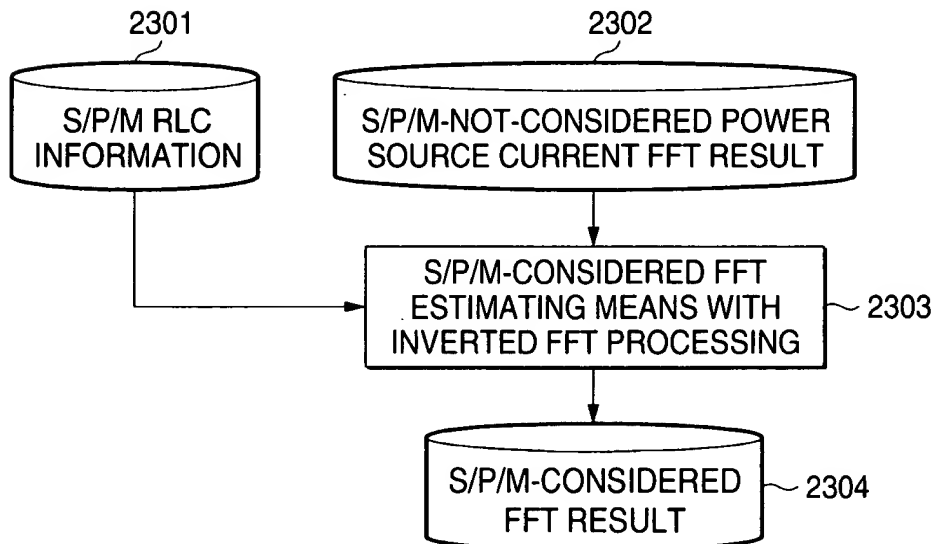 2301
2302
S/P/M RLC
INFORMATION
S/P/M-NOT-CONSIDERED POWER
SOURCE CURRENT FFT RESULT
S/P/M-CONSIDERED FFT
ESTIMATING MEANS WITH
INVERTED FFT PROCESSING
2303
S/P/M-CONSIDERED
FFT RESULT
2304